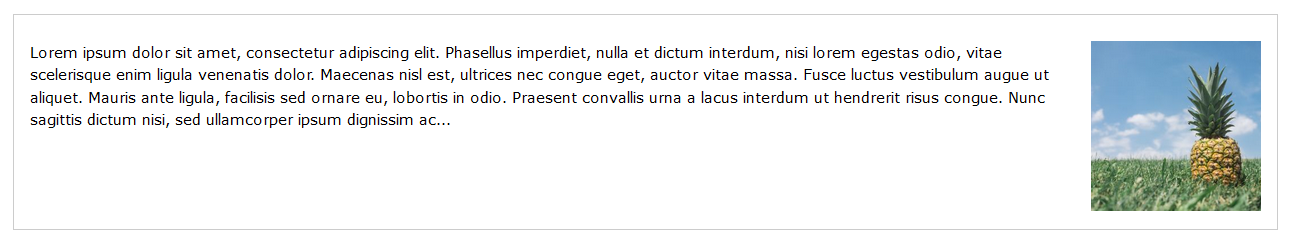 Lorem ipsum dolor sit amet, consectetur adipiscing elit. Phasellus imperdiet, nulla et dictum interdum, nisi lorem egestas odio, vitae
scelerisque enim ligula venenatis dolor. Maecenas nisl est, ultrices nec congue eget, auctor vitae massa. Fusce luctus vestibulum augue ut
aliquet. Mauris ante ligula, facilisis sed ornare eu, lobortis in odio. Praesent convallis urna a lacus interdum ut hendrerit risus congue. Nunc
sagittis dictum nisi, sed ullamcorper ipsum dignissim ac...